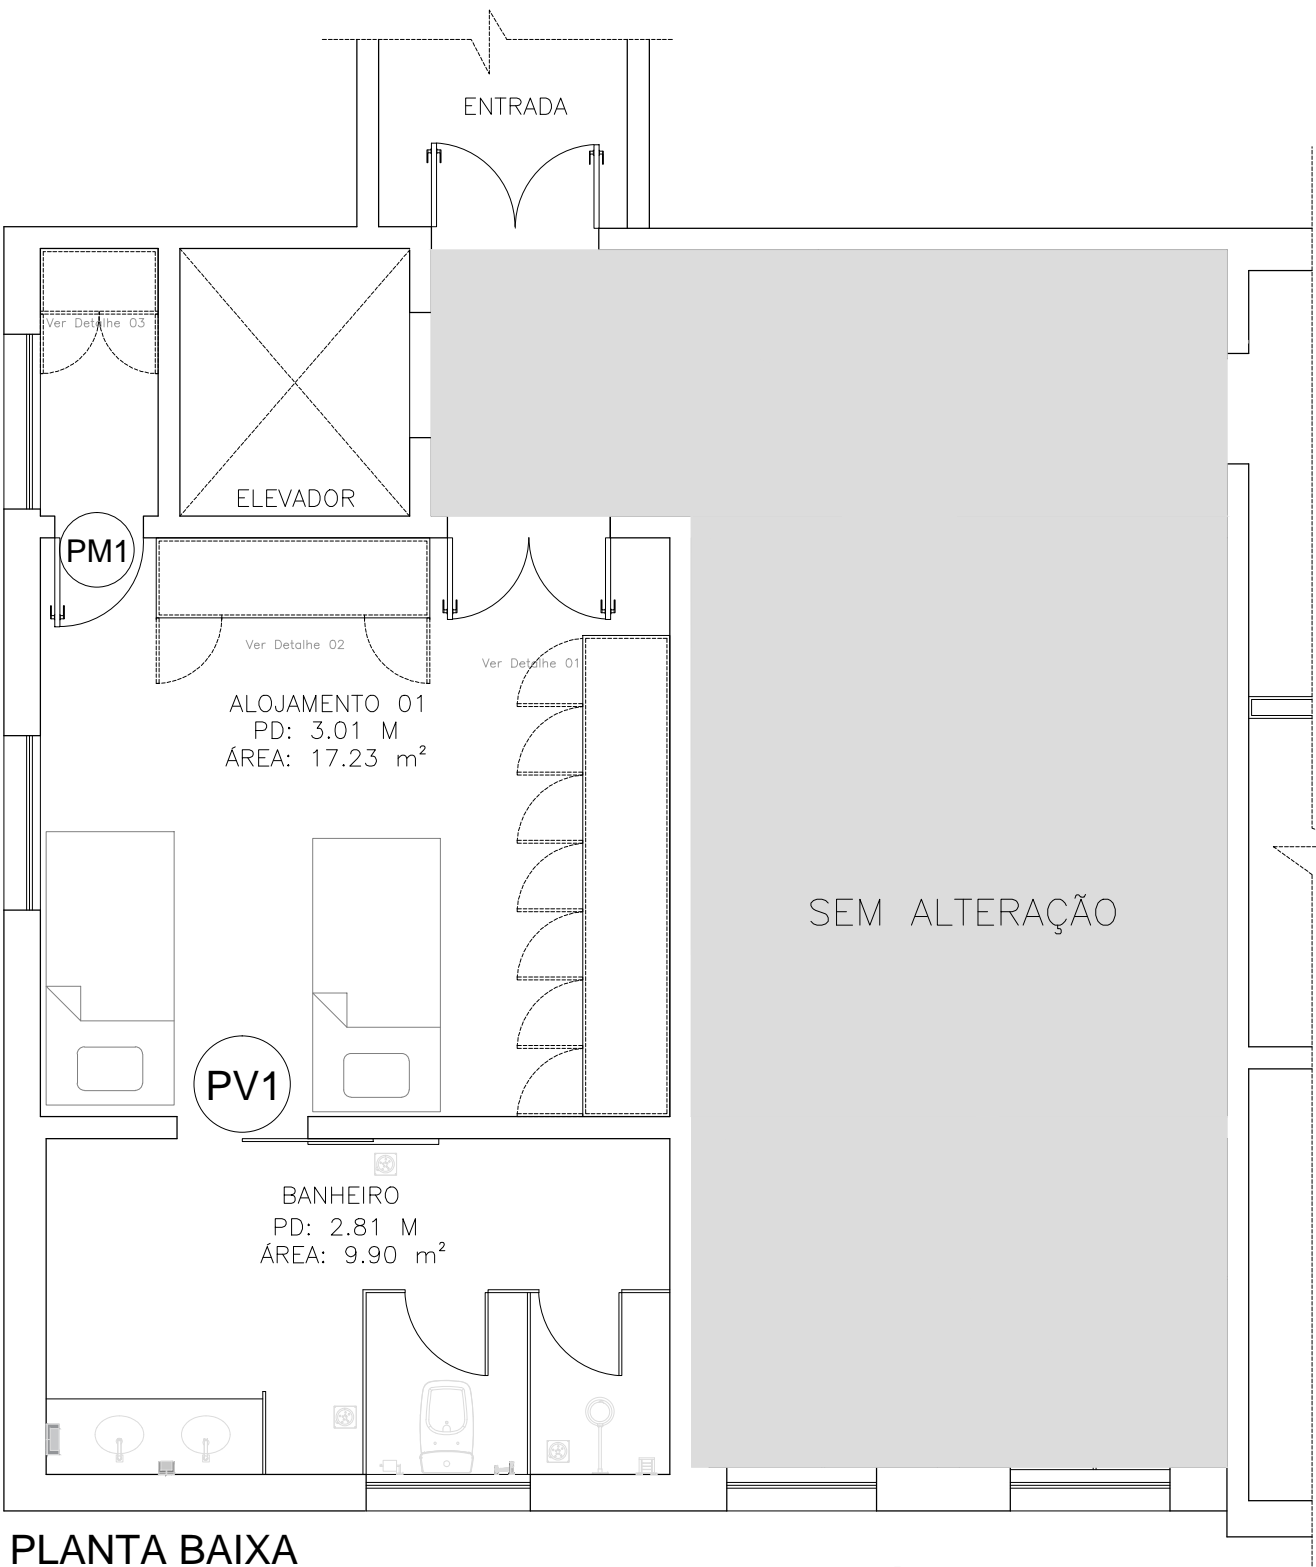 ENTRADA
Ver Detalhe 03
ELEVADOR
PM1
Ver Detalhe 02
Ver Detalhe 01
ALOJAMENTO 01
PD: 3.01 M
ÁREA: 17.23 m²
SEM ALTERAÇÃO
PV1
BANHEIRO
PD: 2.81 M
ÁREA: 9.90 m²
PLANTA BAIXA